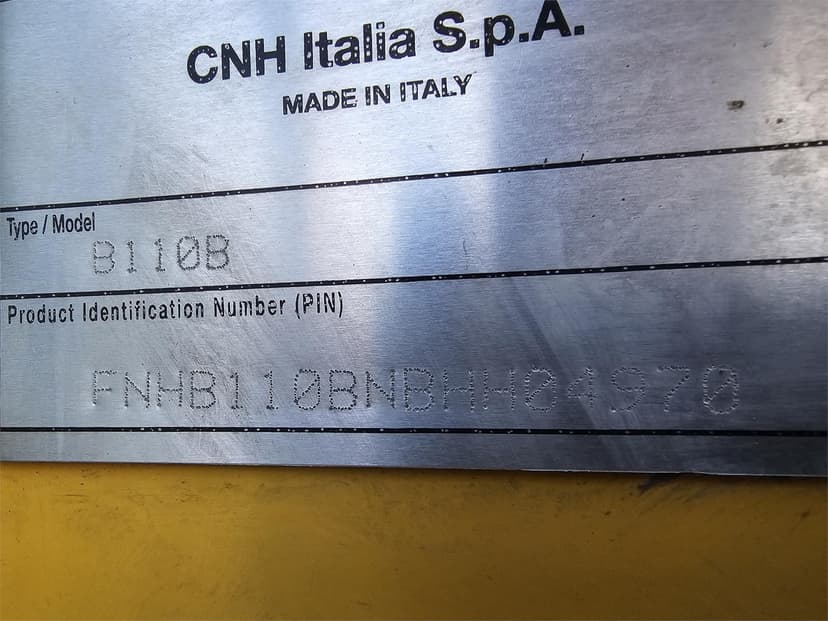 CNH Italia S.p.A.
MADE IN ITALY
Type / Model
B110B
Product Identification Number (PIN)
FNHB110BNBHH04970